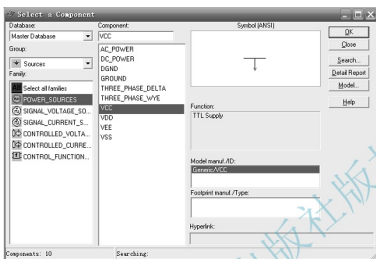 Select a Component
Database:
Master Database
Group:
Sources
Family:
Select all families
POWER_SOURCES
SIGNAL_VOLTAGE_SO...
SIGNAL_CURRENT_S...
CONTROLLED_VOLTA...
CONTROLLED_CURRE...
CONTROL_FUNCTION...
Component:
VCC
AC_POWER
DC_POWER
DGND
GROUND
THREE_PHASE_DELTA
THREE_PHASE_WYE
VCC
VDD
VEE
VSS
Symbol (ANSI)
Function:
TTL Supply
Model manuf./ID:
Generic/VCC
Footprint manuf./Type:
Hyperlink:
OK
Close
Search...
Detail Report
Model...
Help
Components: 10
Searching: